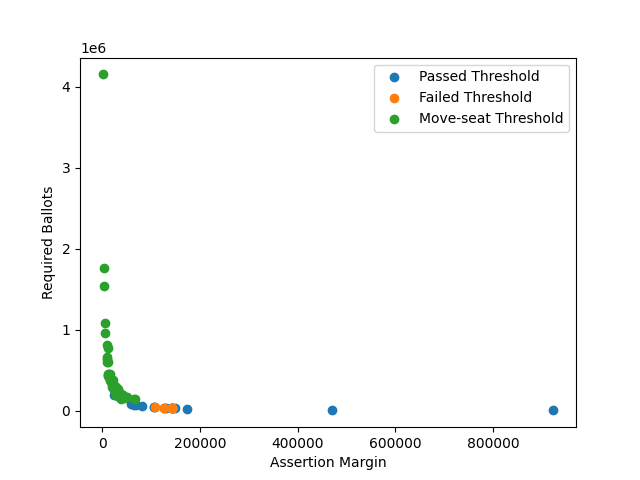 1e6
Passed Threshold
Failed Threshold
Move-seat Threshold
4
3
2
1
0
Required Ballots
0 200000 400000 600000 800000
Assertion Margin